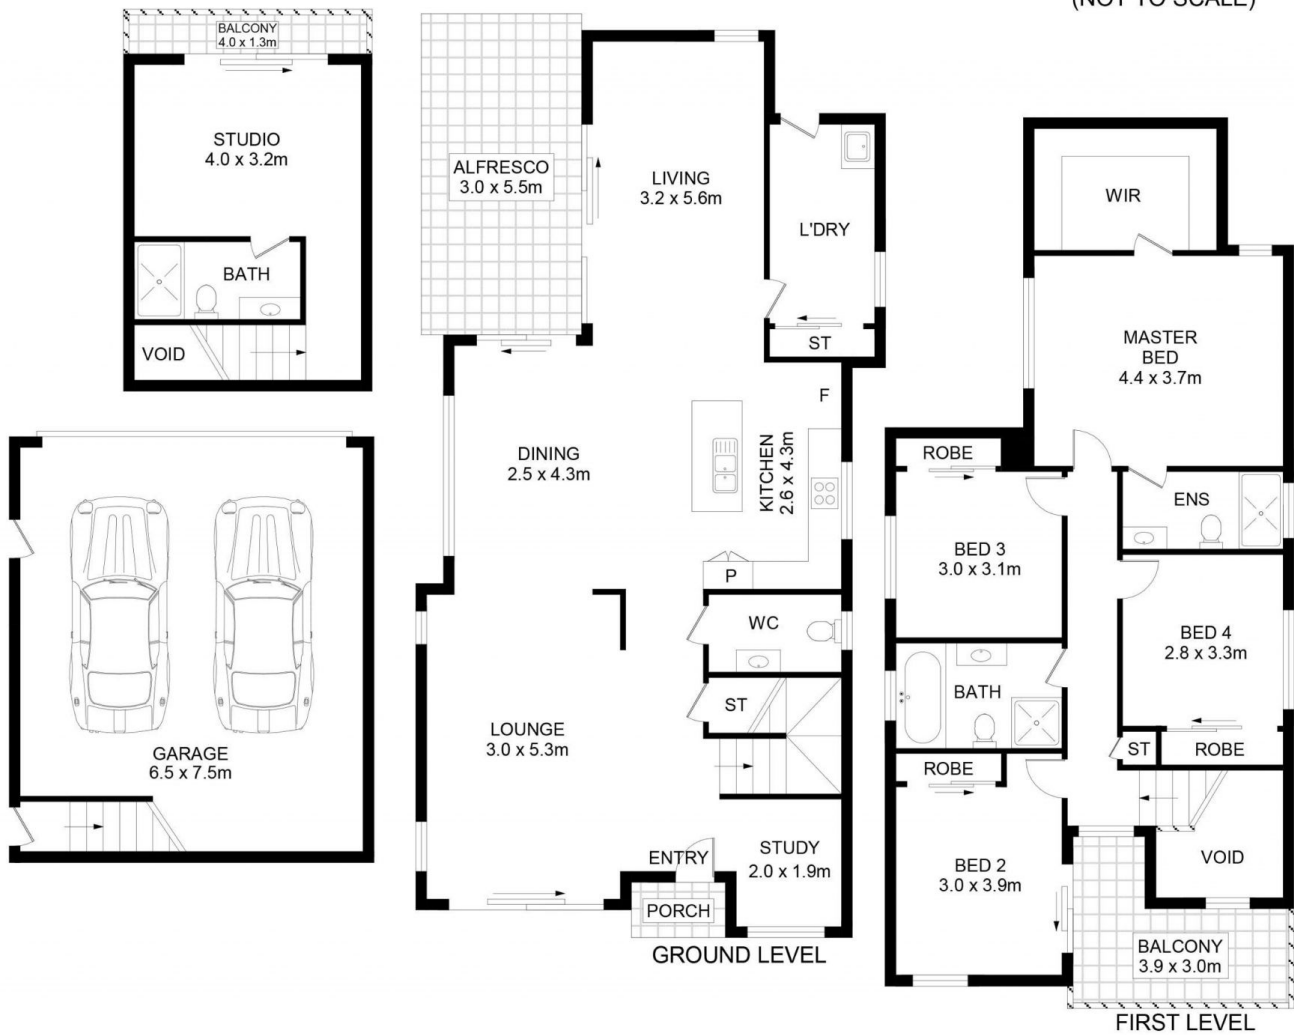 (NOT TO SCALE)
BALCONY
4.0 x 1.3m
STUDIO
4.0 x 3.2m
BATH
VOID
GARAGE
6.5 x 7.5m
ALFRESCO
3.0 x 5.5m
LIVING
3.2 x 5.6m
L'DRY
ST
F
DINING
2.5 x 4.3m
KITCHEN
2.6 x 4.3m
P
WC
ST
LOUNGE
3.0 x 5.3m
ENTRY
STUDY
2.0 x 1.9m
PORCH
GROUND LEVEL
WIR
MASTER
BED
4.4 x 3.7m
ROBE
ENS
BED 3
3.0 x 3.1m
BED 4
2.8 x 3.3m
BATH
ST
ROBE
ROBE
BED 2
3.0 x 3.9m
VOID
BALCONY
3.9 x 3.0m
FIRST LEVEL